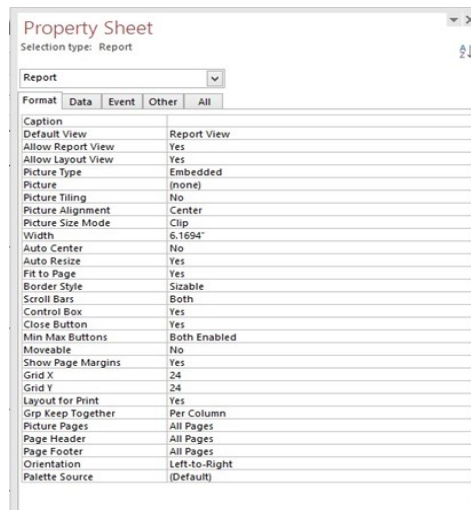 Property Sheet
Selection type: Report
Report
Format Data Event Other All
Caption
Default View Report View
Allow Report View Yes
Allow Layout View Yes
Picture Type Embedded
Picture (none)
Picture Tiling No
Picture Alignment Center
Picture Size Mode Clip
Width 6.1694"
Auto Center No
Auto Resize Yes
Fit to Page Yes
Border Style Sizable
Scroll Bars Both
Control Box Yes
Close Button Yes
Min Max Buttons Both Enabled
Moveable No
Show Page Margins Yes
Grid X 24
Grid Y 24
Layout for Print Yes
Grp Keep Together Per Column
Picture Pages All Pages
Page Header All Pages
Page Footer All Pages
Orientation Left-to-Right
Palette Source (Default)